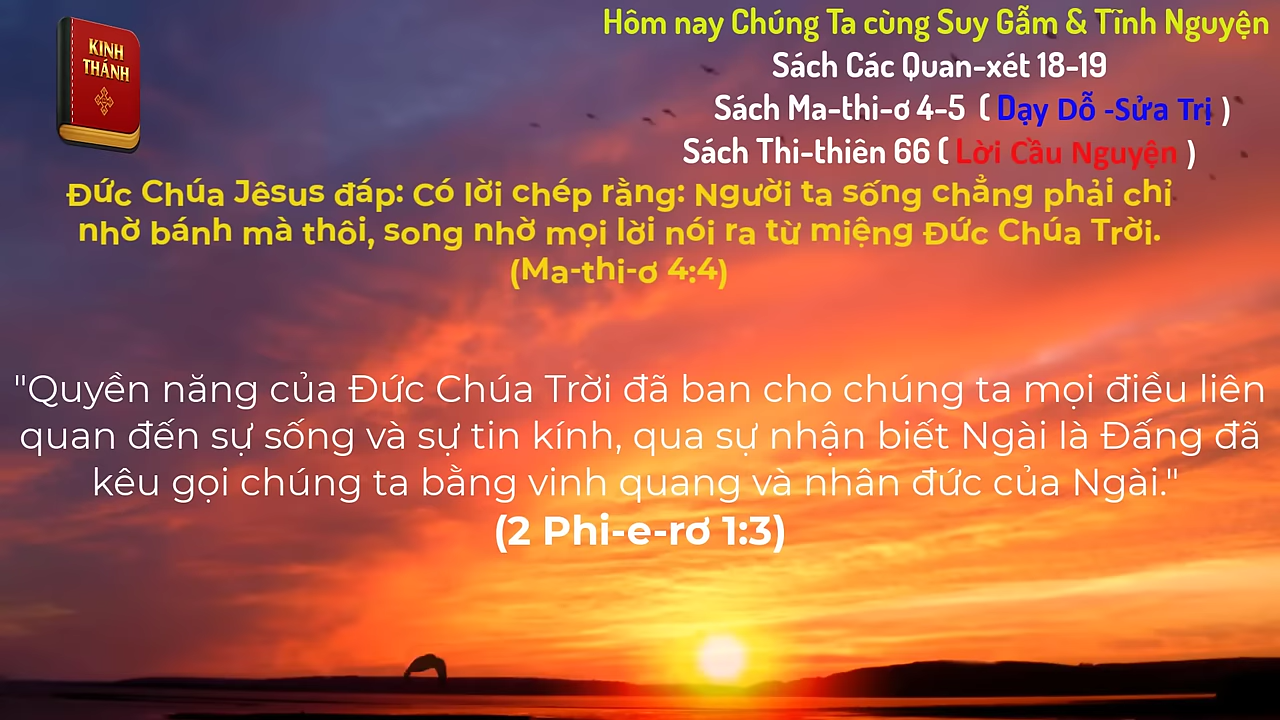 KINH
THÁNH
Hôm nay Chúng Ta cùng Suy Gẫm & Tĩnh Nguyện
Sách Các Quan-xét 18-19
Sách Ma-thi-ơ 4-5 ( Dạy Dỗ -Sửa Trị )
Sách Thi-thiên 66 ( Lời Cầu Nguyện )
Đức Chúa Jêsus đáp: Có lời chép rằng: Người ta sống chẳng phải chỉ
nhờ bánh mà thôi, song nhờ mọi lời nói ra từ miệng Đức Chúa Trời.
(Ma-thi-ơ 4:4)
"Quyền năng của Đức Chúa Trời đã ban cho chúng ta mọi điều liên
quan đến sự sống và sự tin kính, qua sự nhận biết Ngài là Đấng đã
kêu gọi chúng ta bằng vinh quang và nhân đức của Ngài."
(2 Phi-e-rơ 1:3)